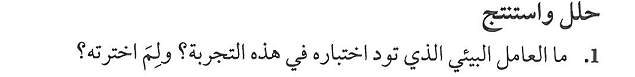 حلل واستنتج
1. ما العامل البيئي الذي تود اختباره في هذه التجربة؟ ولِمَ اخترته؟